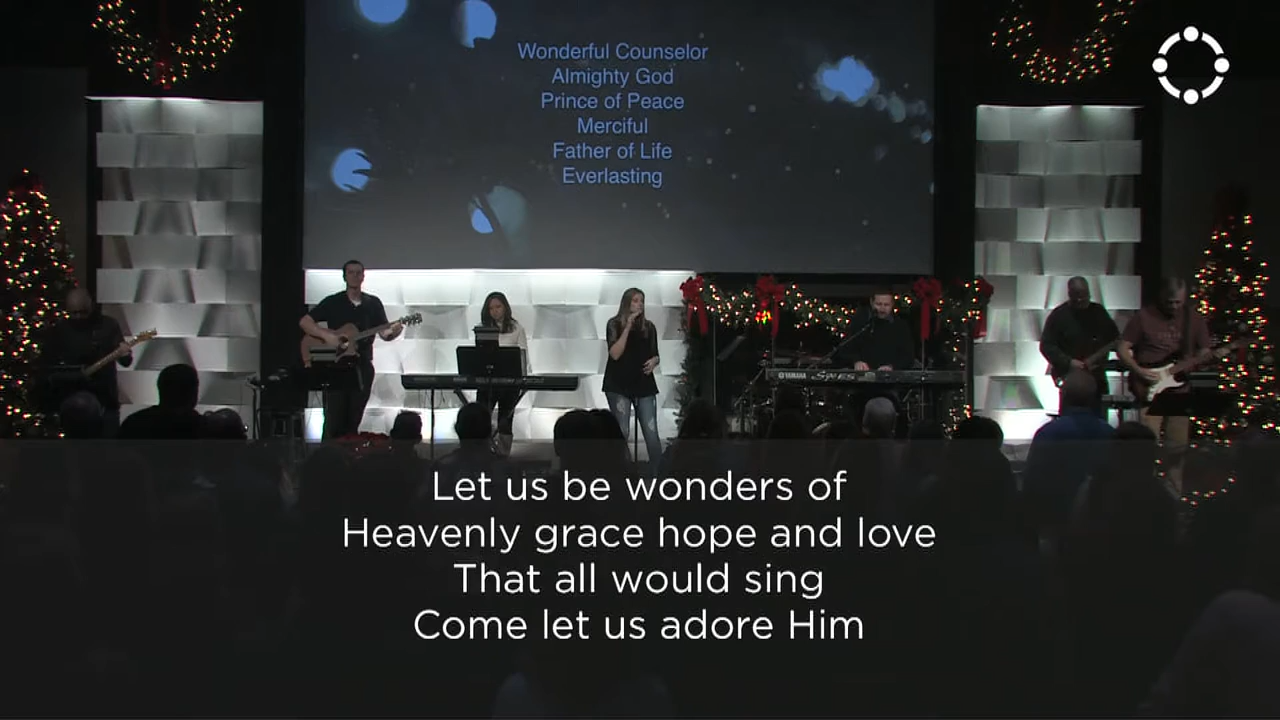 Wonderful Counselor
Almighty God
Prince of Peace
Merciful
Father of Life
Everlasting
YAMAHA
Let us be wonders of
Heavenly grace hope and love
That all would sing
Come let us adore Him